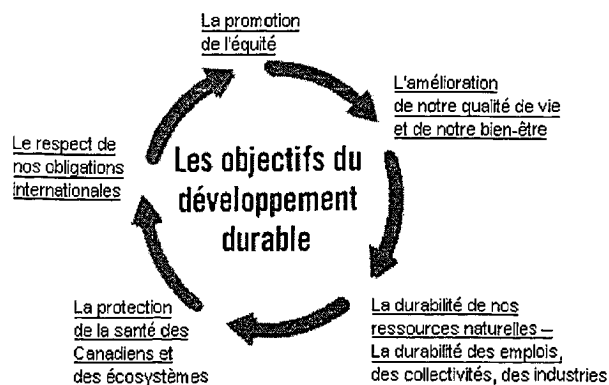 La promotion
de l'équité
L'amélioration
de notre qualité de vie
et de notre bien-être
La durabilité de nos
ressources naturelles –
La durabilité des emplois,
des collectivités, des industries
La protection
de la santé des
Canadiens et
des écosystèmes
Le respect de
nos obligations
internationales
Les objectifs du
développement
durable